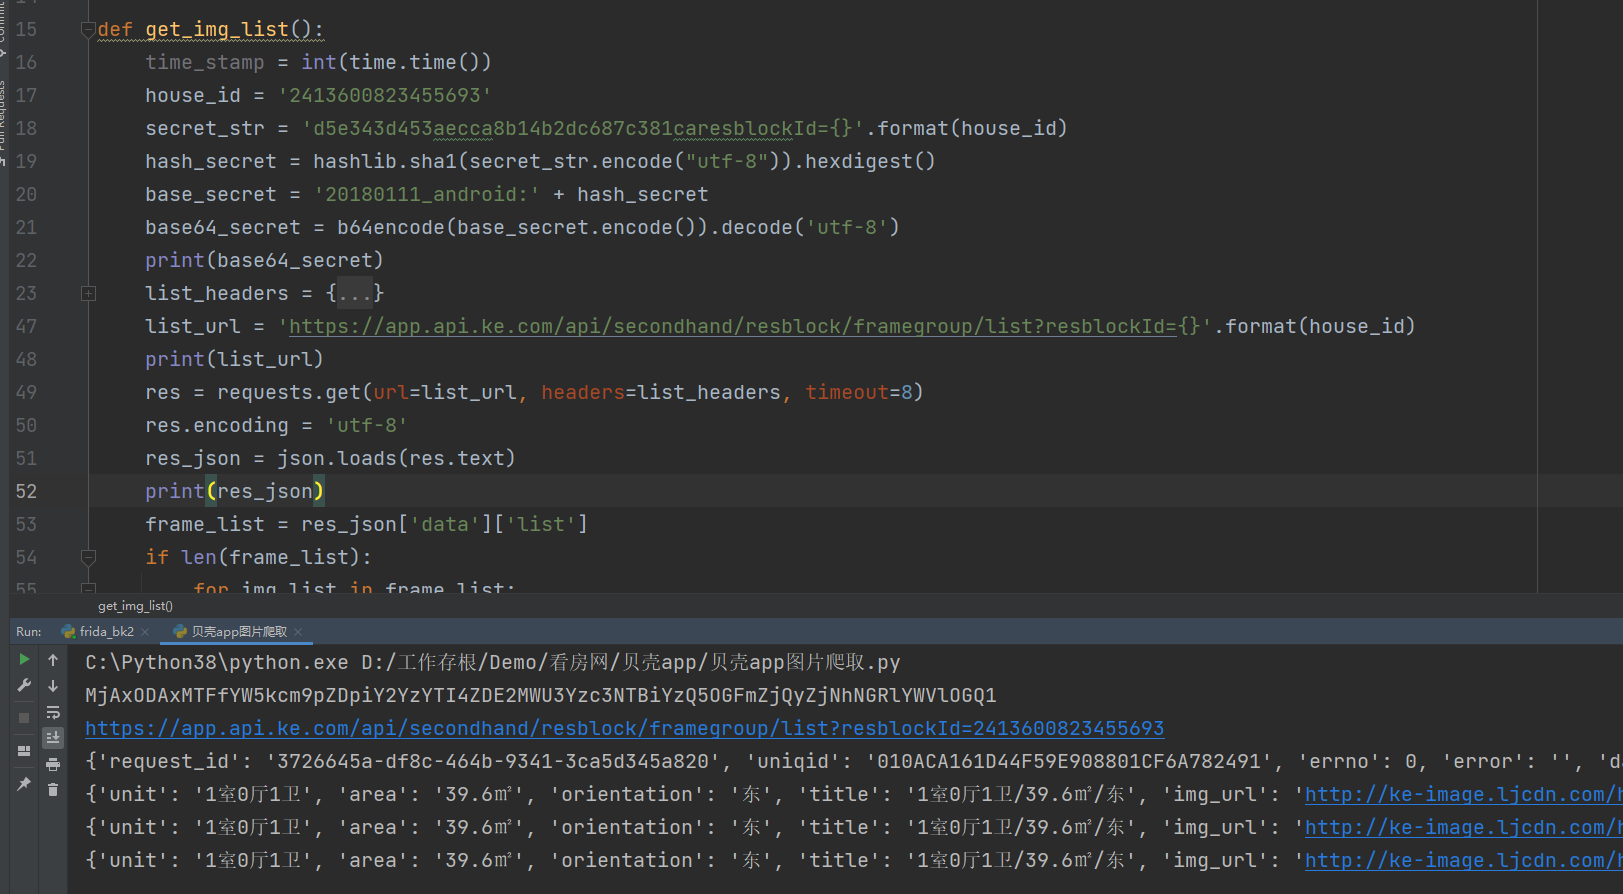 15 def get_img_list():
16 time_stamp = int(time.time())
17 house_id = '2413600823455693'
18 secret_str = 'd5e343d453aecca8b14b2dc687c381caresblockId={}'.format(house_id)
19 hash_secret = hashlib.sha1(secret_str.encode("utf-8")).hexdigest()
20 base_secret = '20180111_android:' + hash_secret
21 base64_secret = b64encode(base_secret.encode()).decode('utf-8')
22 print(base64_secret)
23 list_headers = {...}
47 list_url = 'https://app.api.ke.com/api/secondhand/resblock/framegroup/list?resblockId={}'.format(house_id)
48 print(list_url)
49 res = requests.get(url=list_url, headers=list_headers, timeout=8)
50 res.encoding = 'utf-8'
51 res_json = json.loads(res.text)
52 print(res_json)
53 frame_list = res_json['data']['list']
54 if len(frame_list):
55 for img_list in frame_list:
get_img_list()
Run: frida_bk2 贝壳app图片爬取
C:\Python38\python.exe D:/工作存根/Demo/看房网/贝壳app/贝壳app图片爬取.py
MjAxODAxMTFfYW5kcm9pZDpiY2YzYTI4ZDE2MWU3Yzc3NTBiYzQ5OGFmZjQyZjNhNGRlYWVlOGQ1
https://app.api.ke.com/api/secondhand/resblock/framegroup/list?resblockId=2413600823455693
{'request_id': '3726645a-df8c-464b-9341-3ca5d345a820', 'uniqid': '010ACA161D44F59E908801CF6A782491', 'errno': 0, 'error': '', 'd
{'unit': '1室0厅1卫', 'area': '39.6㎡', 'orientation': '东', 'title': '1室0厅1卫/39.6㎡/东', 'img_url': 'http://ke-image.ljcdn.com/h
{'unit': '1室0厅1卫', 'area': '39.6㎡', 'orientation': '东', 'title': '1室0厅1卫/39.6㎡/东', 'img_url': 'http://ke-image.ljcdn.com/h
{'unit': '1室0厅1卫', 'area': '39.6㎡', 'orientation': '东', 'title': '1室0厅1卫/39.6㎡/东', 'img_url': 'http://ke-image.ljcdn.com/h